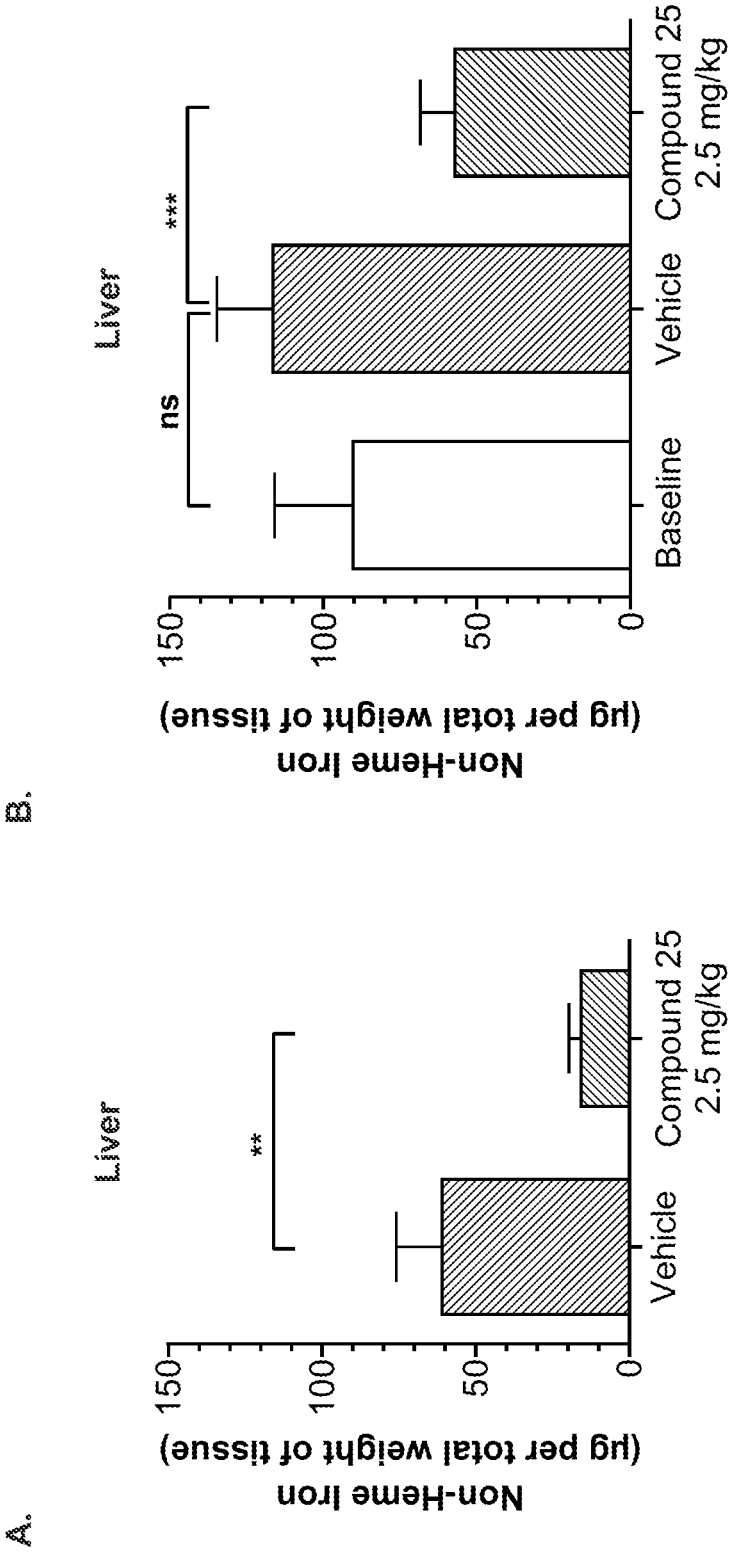 A.
Liver
**
150
100
50
0
Non-Heme Iron
(µg per total weight of tissue)
Vehicle
Compound 25
2.5 mg/kg
B.
Liver
ns
***
150
100
50
0
Non-Heme Iron
(µg per total weight of tissue)
Baseline
Vehicle
Compound 25
2.5 mg/kg